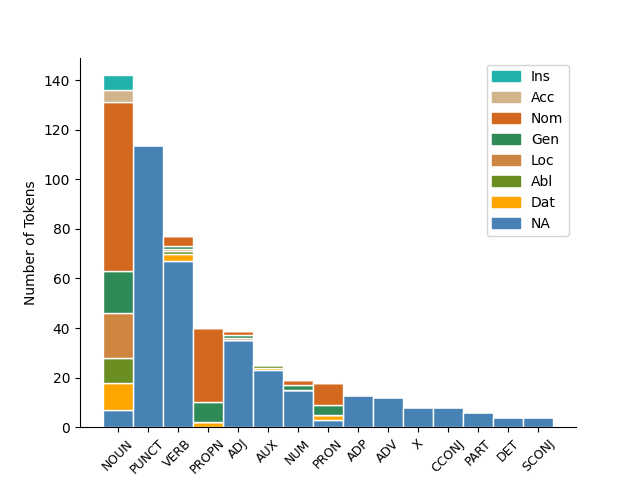 140
120
100
80
60
40
20
0
Number of Tokens
Ins
Acc
Nom
Gen
Loc
Abl
Dat
NA
NOUN
PUNCT
VERB
PROPN
ADJ
AUX
NUM
PRON
ADP
ADV
X
CCONJ
PART
DET
SCONJ